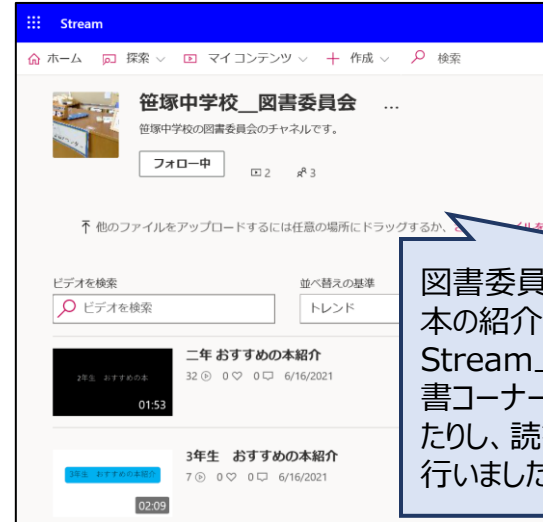 Stream
ホーム 探索 マイ コンテンツ 作成 検索
笹塚中学校__図書委員会 …
笹塚中学校の図書委員会のチャネルです。
フォロー中 2 3
他のファイルをアップロードするには任意の場所にドラッグするか、
ビデオを検索 並べ替えの基準
ビデオを検索 トレンド
二年 おすすめの本紹介
32 0 0 6/16/2021
2年生 おすすめの本
01:53
3年生 おすすめの本紹介
7 0 0 6/16/2021
3年生 おすすめの本紹介
02:09
図書委員
本の紹介
Stream」
書コーナー
たりし、読
行いました